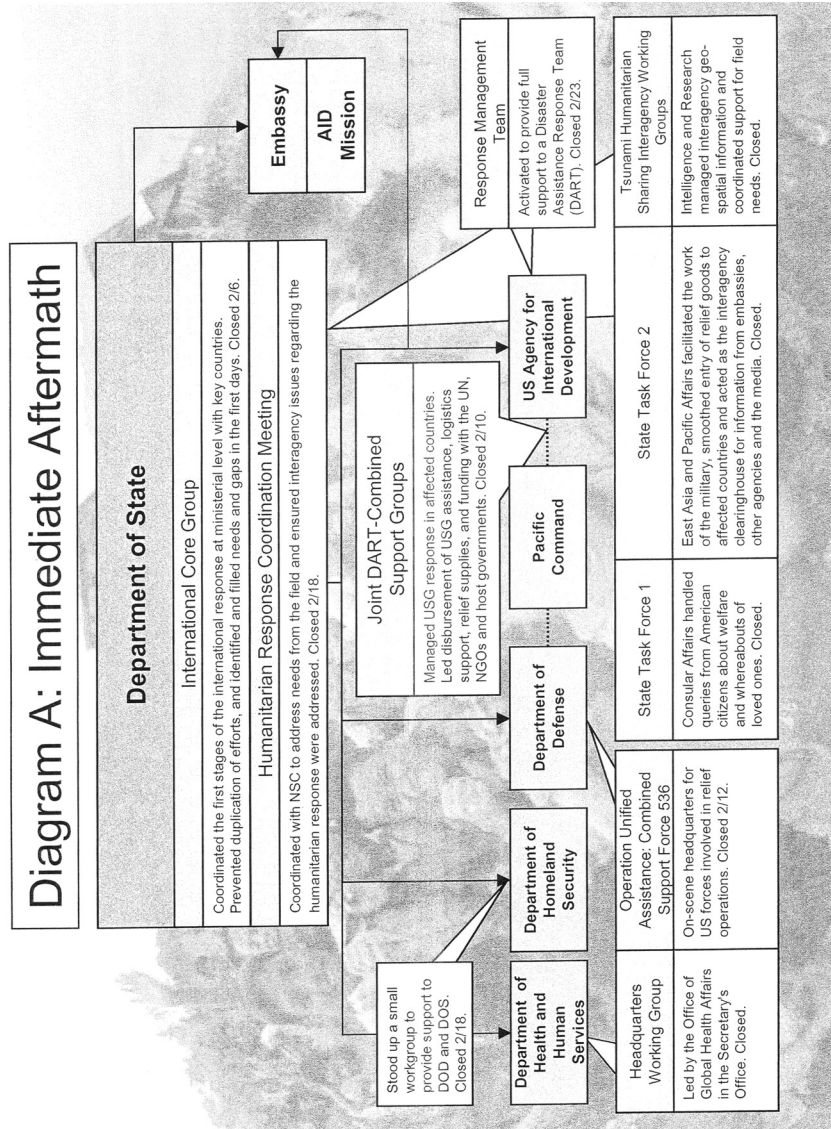 Diagram A: Immediate Aftermath
Department of State
International Core Group
Coordinated the first stages of the international response at ministerial level with key countries.
Prevented duplication of efforts, and identified and filled needs and gaps in the first days. Closed 2/6.
Humanitarian Response Coordination Meeting
Coordinated with NSC to address needs from the field and ensured interagency issues regarding the
humanitarian response were addressed. Closed 2/18.
Embassy
AID
Mission
Stood up a small
workgroup to
provide support to
DOD and DOS.
Closed 2/18.
Joint DART-Combined
Support Groups
Managed USG response in affected countries.
Led disbursement of USG assistance, logistics
support, relief supplies, and funding with the UN,
NGOs and host governments. Closed 2/10.
Response Management
Team
Activated to provide full
support to a Disaster
Assistance Response Team
(DART). Closed 2/23.
Department of
Health and
Human
Services
Department of
Homeland
Security
Department of
Defense
Pacific
Command
US Agency for
International
Development
Headquarters
Working Group
Led by the Office of
Global Health Affairs
in the Secretary's
Office. Closed.
Operation Unified
Assistance: Combined
Support Force 536
On-scene headquarters for
US forces involved in relief
operations. Closed 2/12.
State Task Force 1
Consular Affairs handled
queries from American
citizens about welfare
and whereabouts of
loved ones. Closed.
State Task Force 2
East Asia and Pacific Affairs facilitated the work
of the military, smoothed entry of relief goods to
affected countries and acted as the interagency
clearinghouse for information from embassies,
other agencies and the media. Closed.
Tsunami Humanitarian
Sharing Interagency Working
Groups
Intelligence and Research
managed interagency geo-
spatial information and
coordinated support for field
needs. Closed.